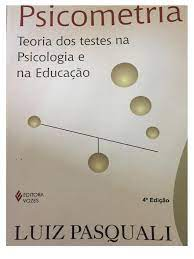 Psicometria
Teoria dos testes na
Psicologia e
na Educação
EDITORA
VOZES
4ª Edição
LUIZ PASQUALI